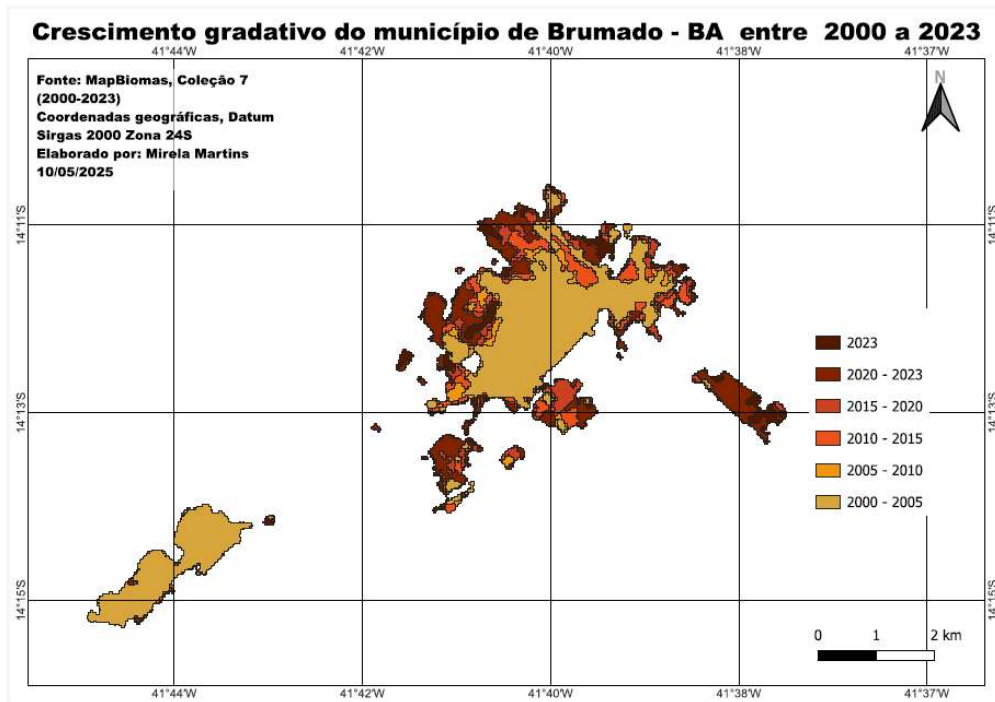 Crescimento gradativo do município de Brumado - BA entre 2000 a 2023
41°44'W 41°42'W 41°40'W 41°38'W 41°37'W
Fonte: MapBiomas, Coleção 7
(2000-2023)
Coordenadas geográficas, Datum
Sirgas 2000 Zona 24S
Elaborado por: Mirela Martins
10/05/2025
N
14°11'S 14°11'S
2023
2020 - 2023
2015 - 2020
2010 - 2015
2005 - 2010
2000 - 2005
14°13'S 14°13'S
14°15'S 14°15'S
0 1 2 km
41°44'W 41°42'W 41°40'W 41°38'W 41°37'W